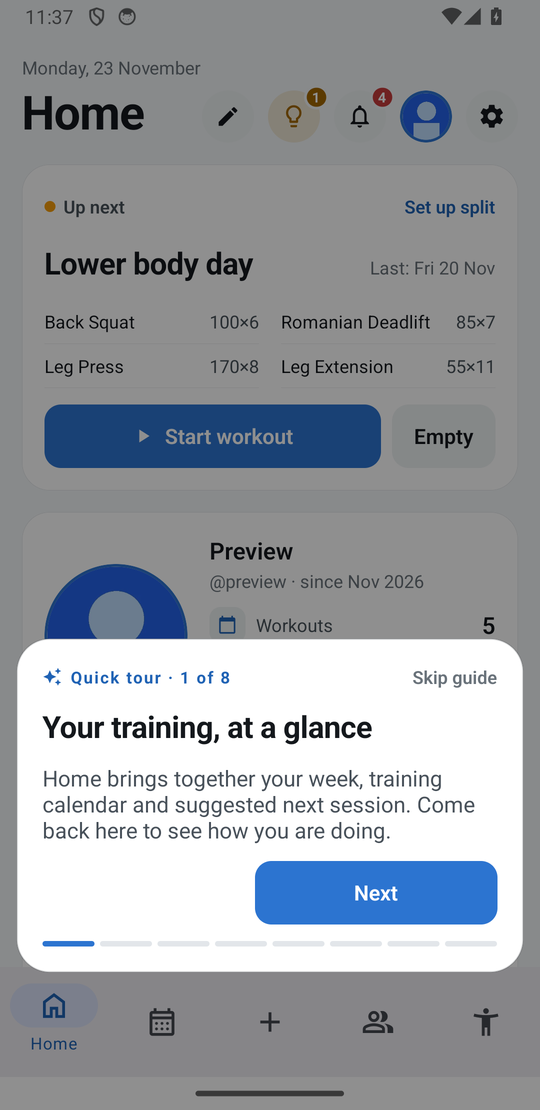 11:37
Monday, 23 November
Home
1
4
Up next
Set up split
Lower body day
Last: Fri 20 Nov
Back Squat 100×6 Romanian Deadlift 85×7
Leg Press 170×8 Leg Extension 55×11
Start workout
Empty
Preview
@preview · since Nov 2026
Workouts 5
Quick tour · 1 of 8
Skip guide
Your training, at a glance
Home brings together your week, training
calendar and suggested next session. Come
back here to see how you are doing.
Next
Home